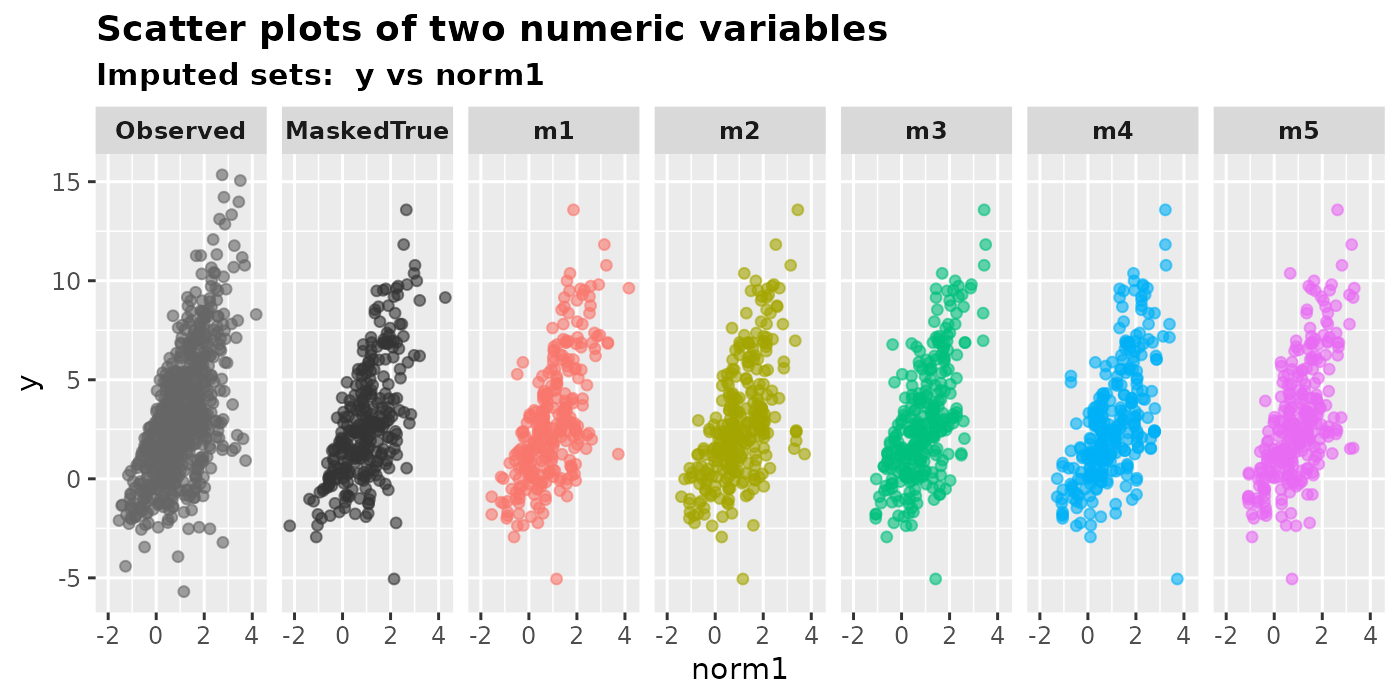 Scatter plots of two numeric variables
Imputed sets:  y vs norm1
Observed MaskedTrue m1 m2 m3 m4 m5
15
10
5
0
-5
y
-2 0 2 4 -2 0 2 4 -2 0 2 4 -2 0 2 4 -2 0 2 4 -2 0 2 4 -2 0 2 4
norm1